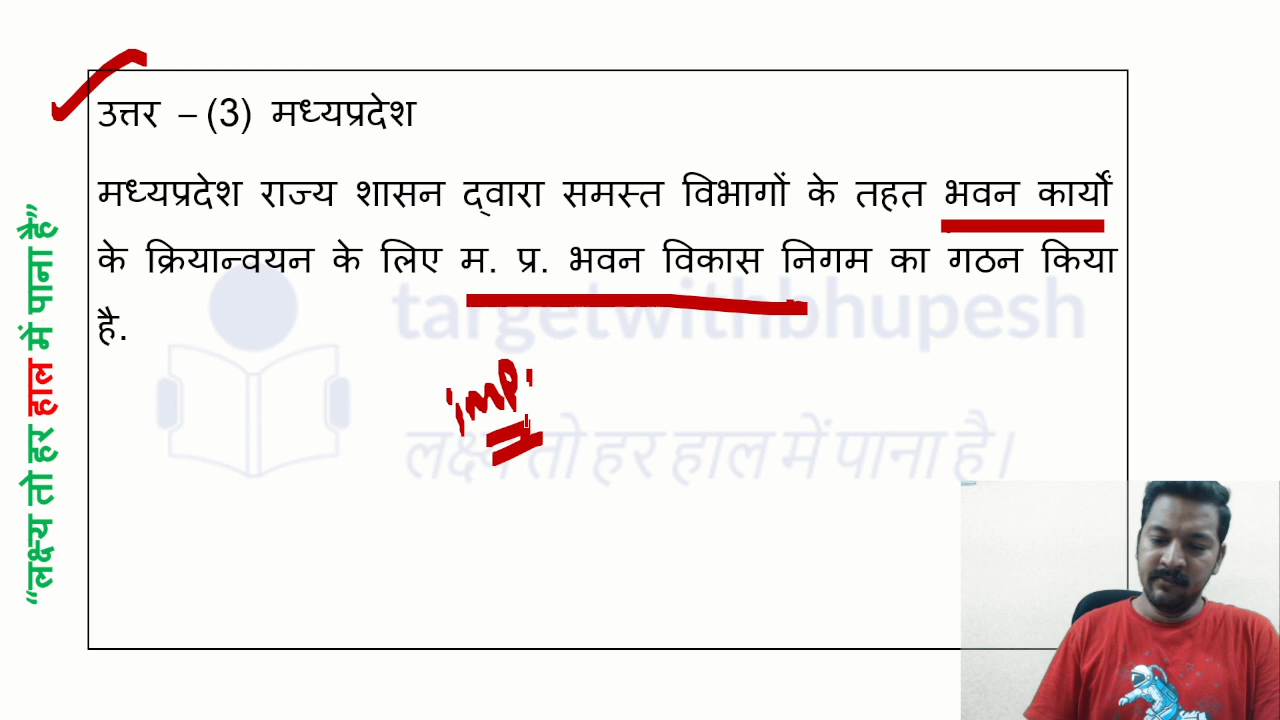 उत्तर – (3) मध्यप्रदेश
मध्यप्रदेश राज्य शासन द्वारा समस्त विभागों के तहत भवन कार्यों
के क्रियान्वयन के लिए म. प्र. भवन विकास निगम का गठन किया
है.
imp.
targetwithbhupesh
लक्ष्य तो हर हाल में पाना है।
“लक्ष्य तो हर हाल में पाना है”